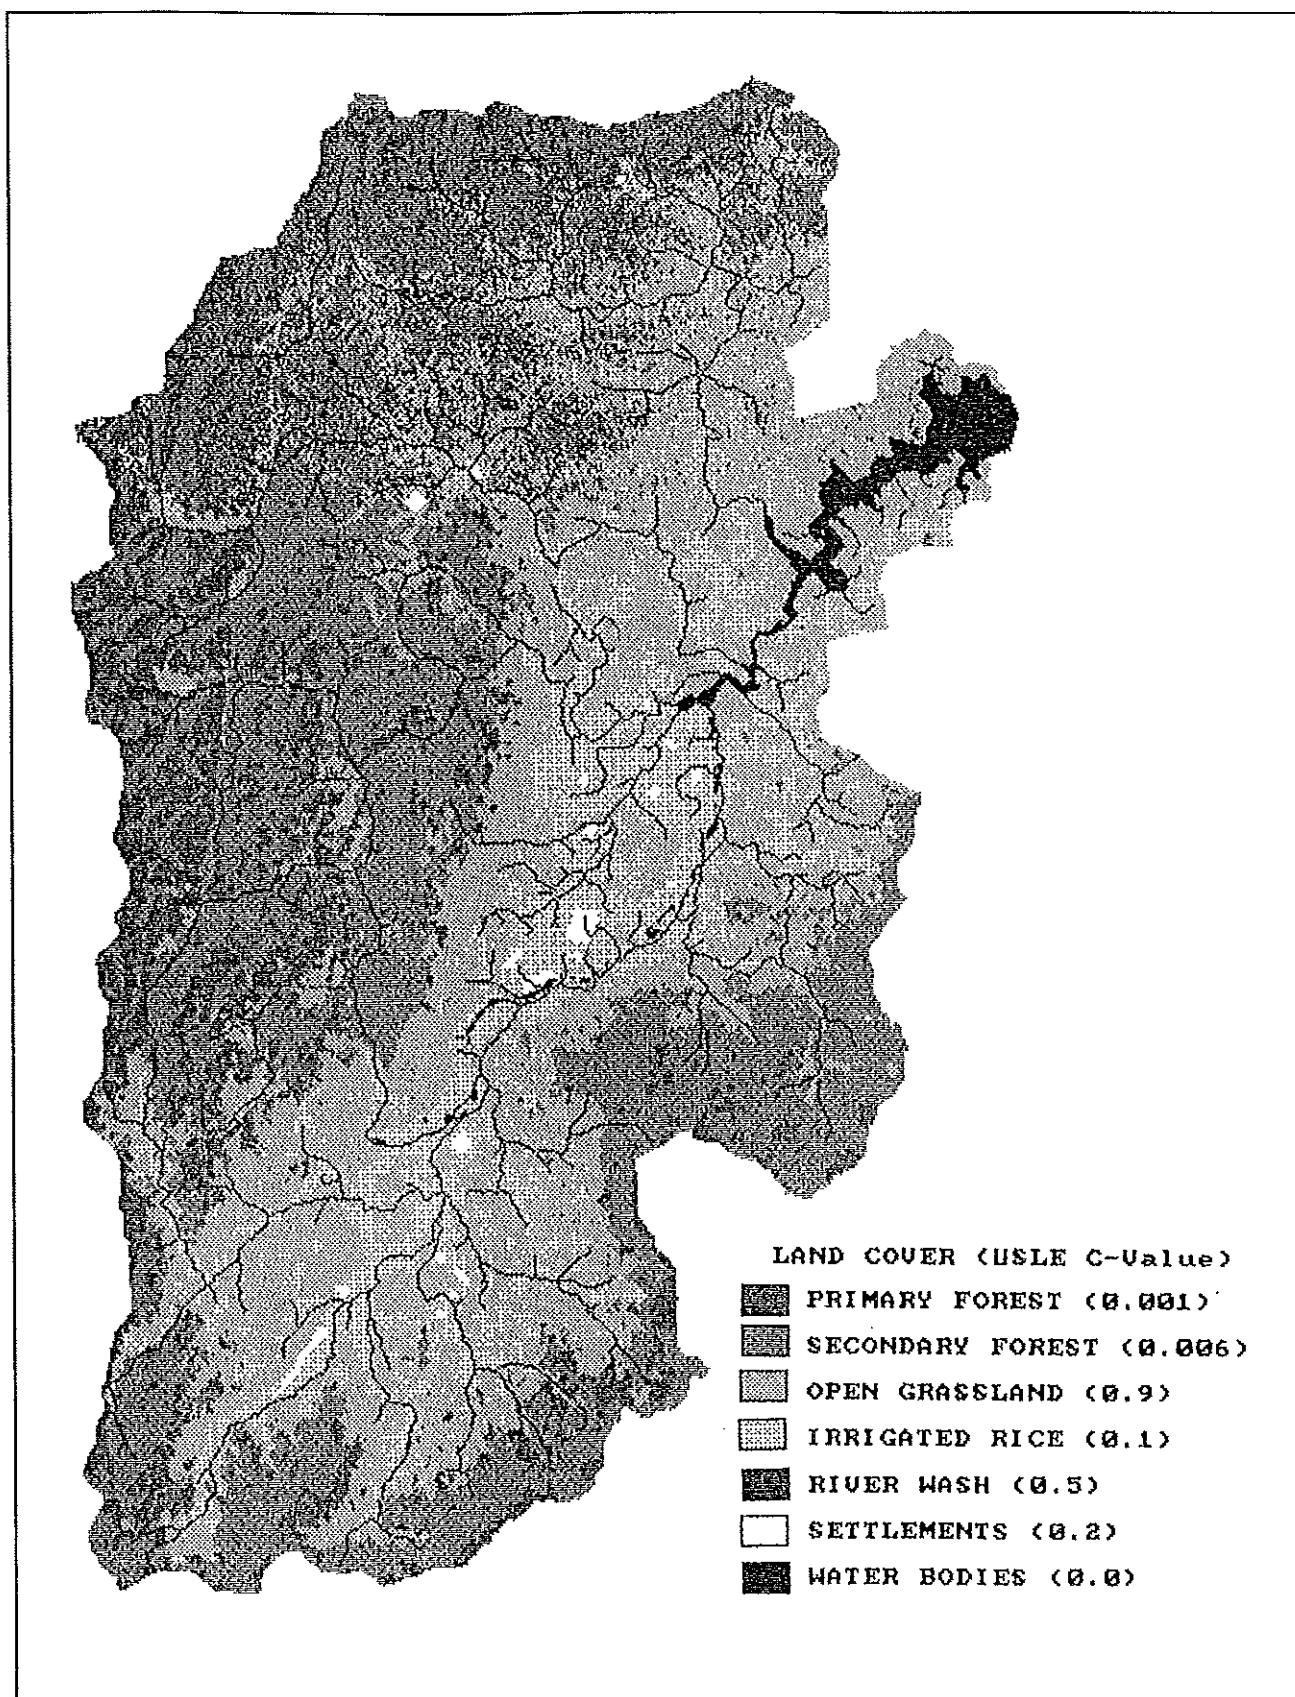 LAND COVER (USLE C-Value)
PRIMARY FOREST (0.001)
SECONDARY FOREST (0.006)
OPEN GRASSLAND (0.9)
IRRIGATED RICE (0.1)
RIVER WASH (0.5)
SETTLEMENTS (0.2)
WATER BODIES (0.0)